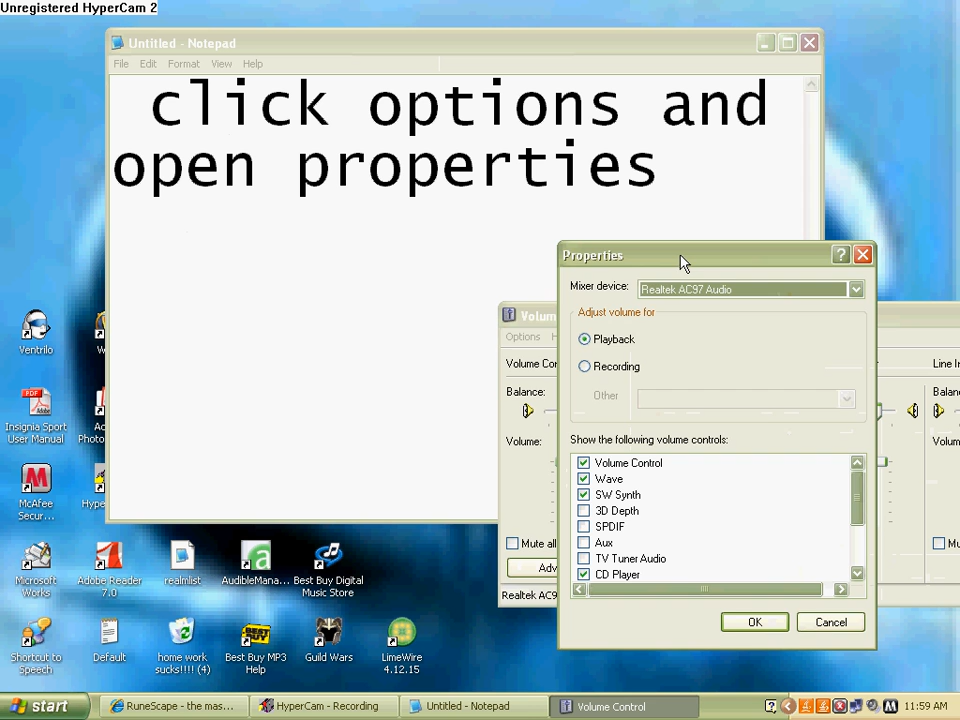 Unregistered HyperCam 2
Untitled - Notepad
File Edit Format View Help
click options and
open properties
Properties
Mixer device: Realtek AC97 Audio
Adjust volume for
Playback
Recording
Other
Show the following volume controls:
Volume Control
Wave
SW Synth
3D Depth
SPDIF
Aux
TV Tuner Audio
CD Player
OK Cancel
Options
Balance:
Volume:
Mute all
Realtek AC97
Line In
Ventrilo
Insignia Sport
User Manual
McAfee
Secur...
Microsoft
Works
Adobe Reader
7.0
realmlist
AudibleMana...
Best Buy Digital
Music Store
Shortcut to
Speech
Default
home work
sucks!!!! (4)
Best Buy MP3
Help
Guild Wars
LimeWire
4.12.15
start
RuneScape - the mas...
HyperCam - Recording
Untitled - Notepad
Volume Control
11:59 AM